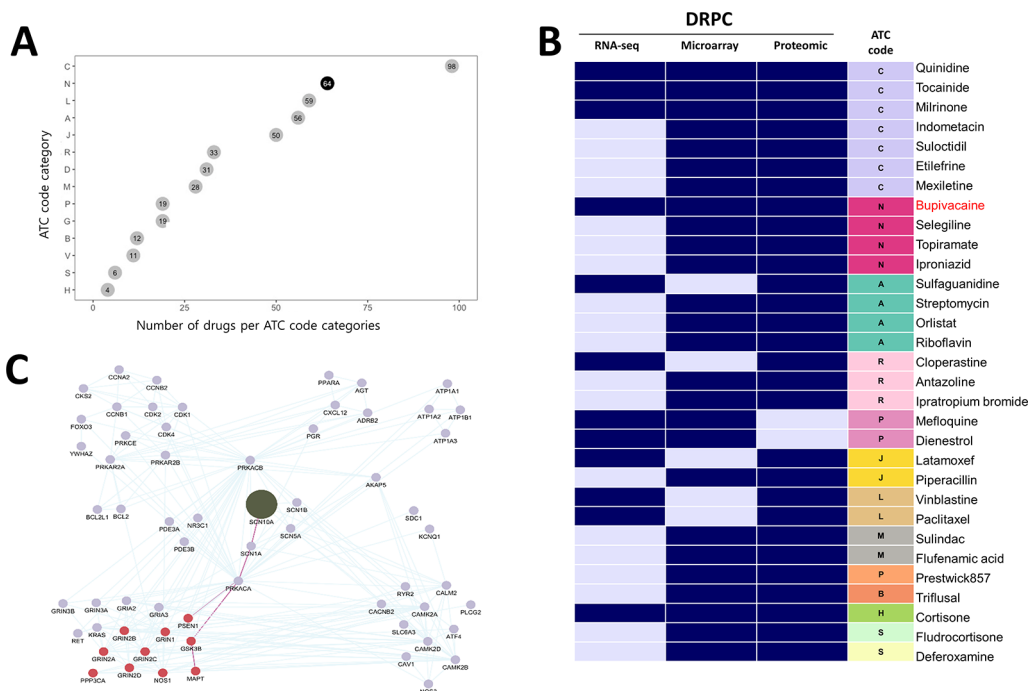 A
C 98
N 64
L 59
A 56
J 50
R 33
D 31
M 28
P 19
G 19
B 12
V 11
S 6
H 4
0 25 50 75 100
ATC code category
Number of drugs per ATC code categories
B
DRPC
RNA-seq Microarray Proteomic ATC code
C Quinidine
C Tocainide
C Milrinone
C Indometacin
C Suloctidil
C Etilefrine
C Mexiletine
N Bupivacaine
N Selegiline
N Topiramate
N Iproniazid
A Sulfaguanidine
A Streptomycin
A Orlistat
A Riboflavin
R Cloperastine
R Antazoline
R Ipratropium bromide
P Mefloquine
P Dienestrol
J Latamoxef
J Piperacillin
L Vinblastine
L Paclitaxel
M Sulindac
M Flufenamic acid
P Prestwick857
B Triflusal
H Cortisone
S Fludrocortisone
S Deferoxamine
C
CCNA2
CCNB2
CKS2
CCNB1
CDK2
CDK1
FOXO3
PRKCE
CDK4
YWHAZ
PRKAR2A
PRKAR2B
PPARA
AGT
CXCL12
ADRB2
PGR
ATP1A1
ATP1A2
ATP1B1
ATP1A3
PRKACB
AKAP5
SCN10A
SCN1B
SCN5A
SCN1A
BCL2L1
BCL2
PDE3A
NR3C1
PDE3B
SDC1
KCNQ1
PRKACA
GRIN3B
GRIN3A
GRIA2
GRIA3
PSEN1
RET
KRAS
GRIN2B
GRIN1
GSK3B
GRIN2A
GRIN2C
PPP3CA
GRIN2D
NOS1
MAPT
RYR2
CALM2
CACNB2
CAMK2A
PLCG2
SLC8A3
ATF4
CAMK2D
CAV1
CAMK2B